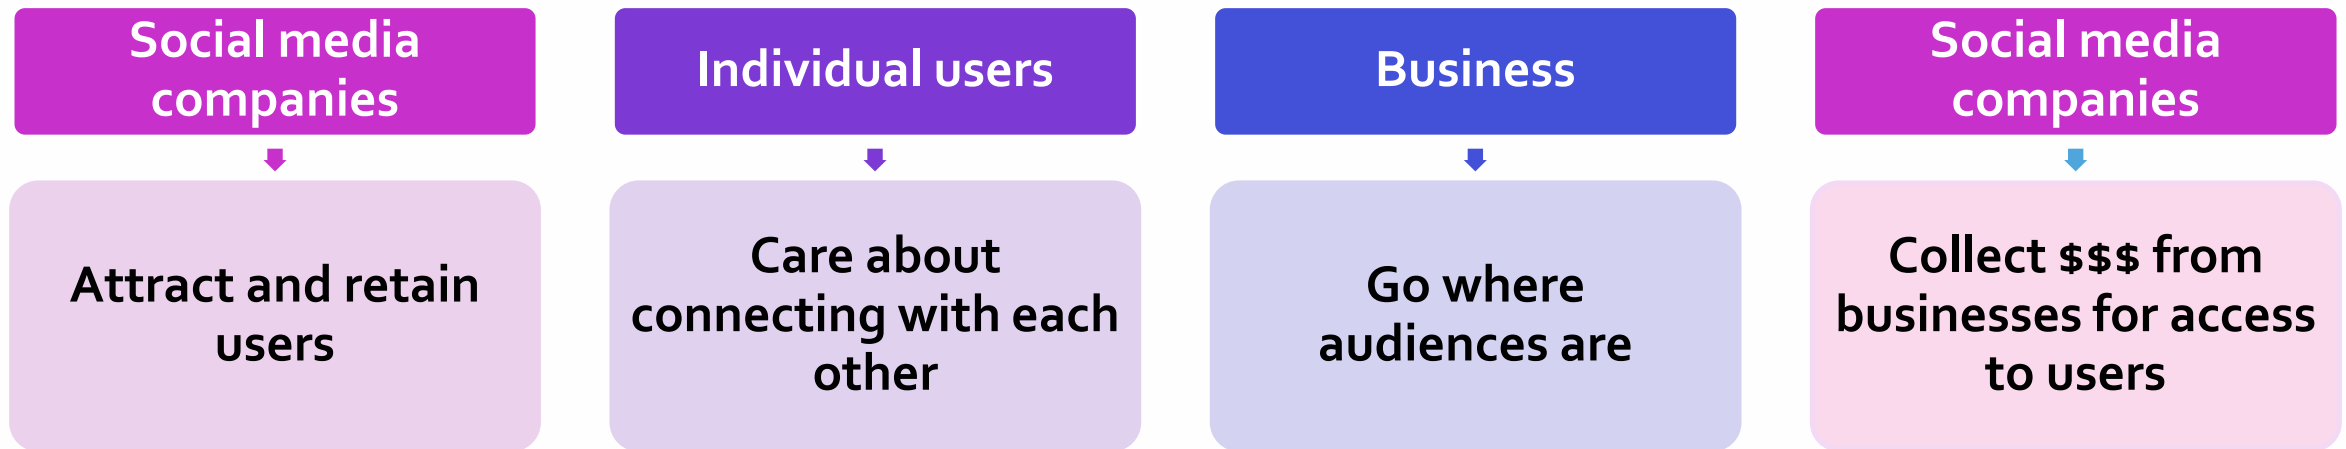 Social media
companies
Attract and retain
users
Individual users
Care about
connecting with each
other
Business
Go where
audiences are
Social media
companies
Collect $$$ from
businesses for access
to users